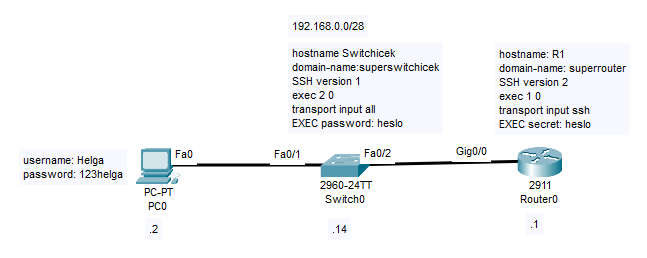 192.168.0.0/28
hostname Switchicek
domain-name:superswitchicek
SSH version 1
exec 2 0
transport input all
EXEC password: heslo
hostname: R1
domain-name: superrouter
SSH version 2
exec 1 0
transport input ssh
EXEC secret: heslo
username: Helga
password: 123helga
Fa0
Fa0/1
Fa0/2
Gig0/0
PC-PT
PC0
2960-24TT
Switch0
2911
Router0
.2
.14
.1